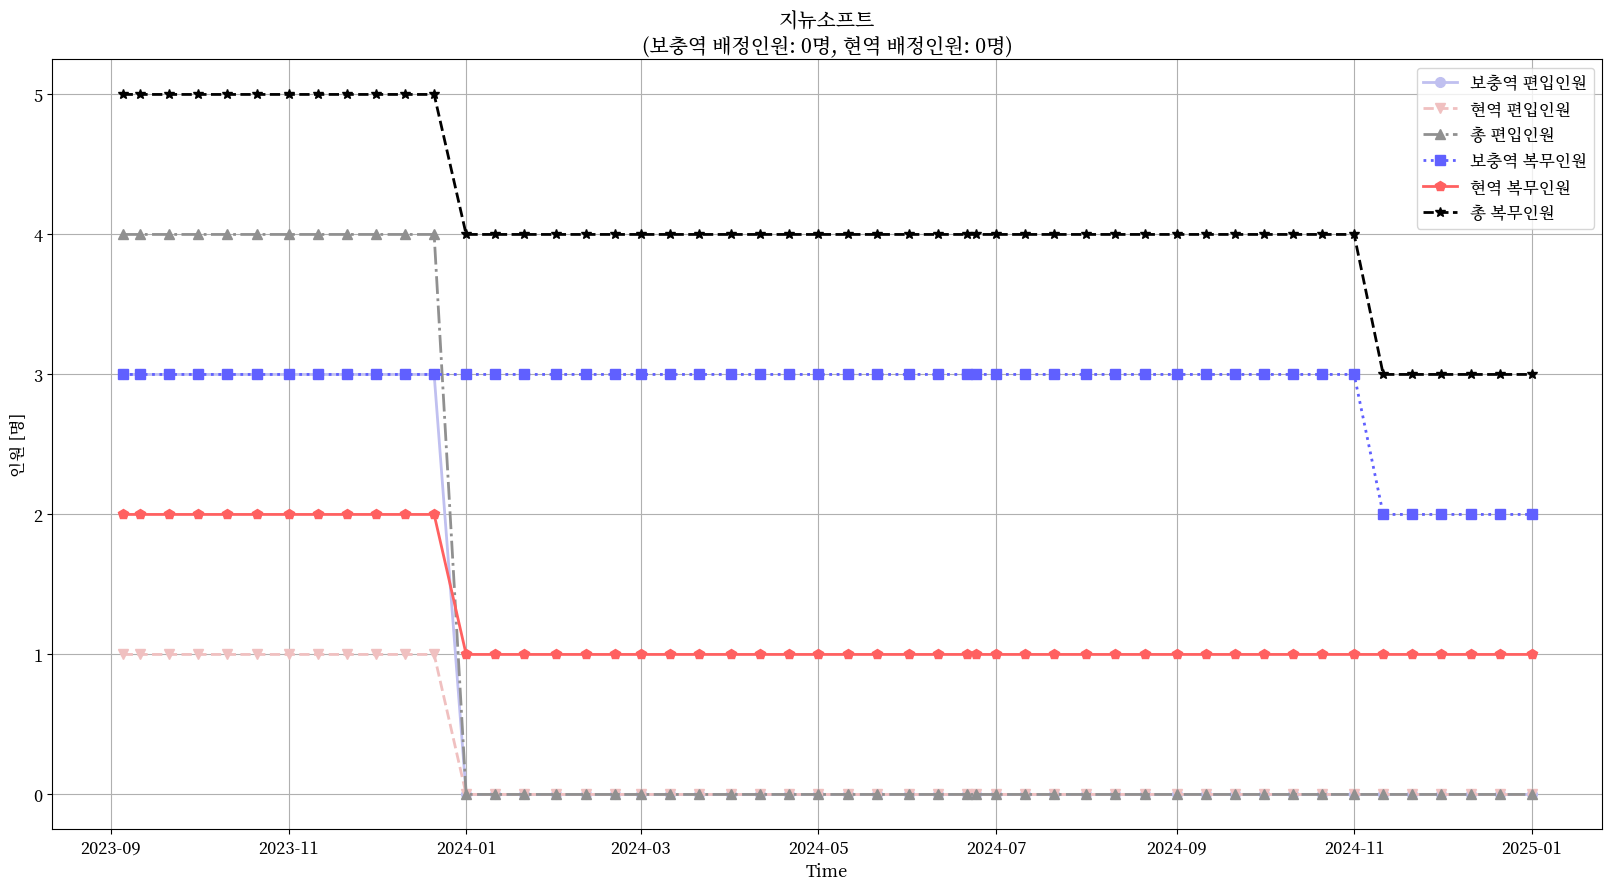 지뉴소프트
(보충역 배정인원: 0명, 현역 배정인원: 0명)
보충역 편입인원
현역 편입인원
총 편입인원
보충역 복무인원
현역 복무인원
총 복무인원
인원 [명]
5
4
3
2
1
0
2023-09
2023-11
2024-01
2024-03
2024-05
2024-07
2024-09
2024-11
2025-01
Time